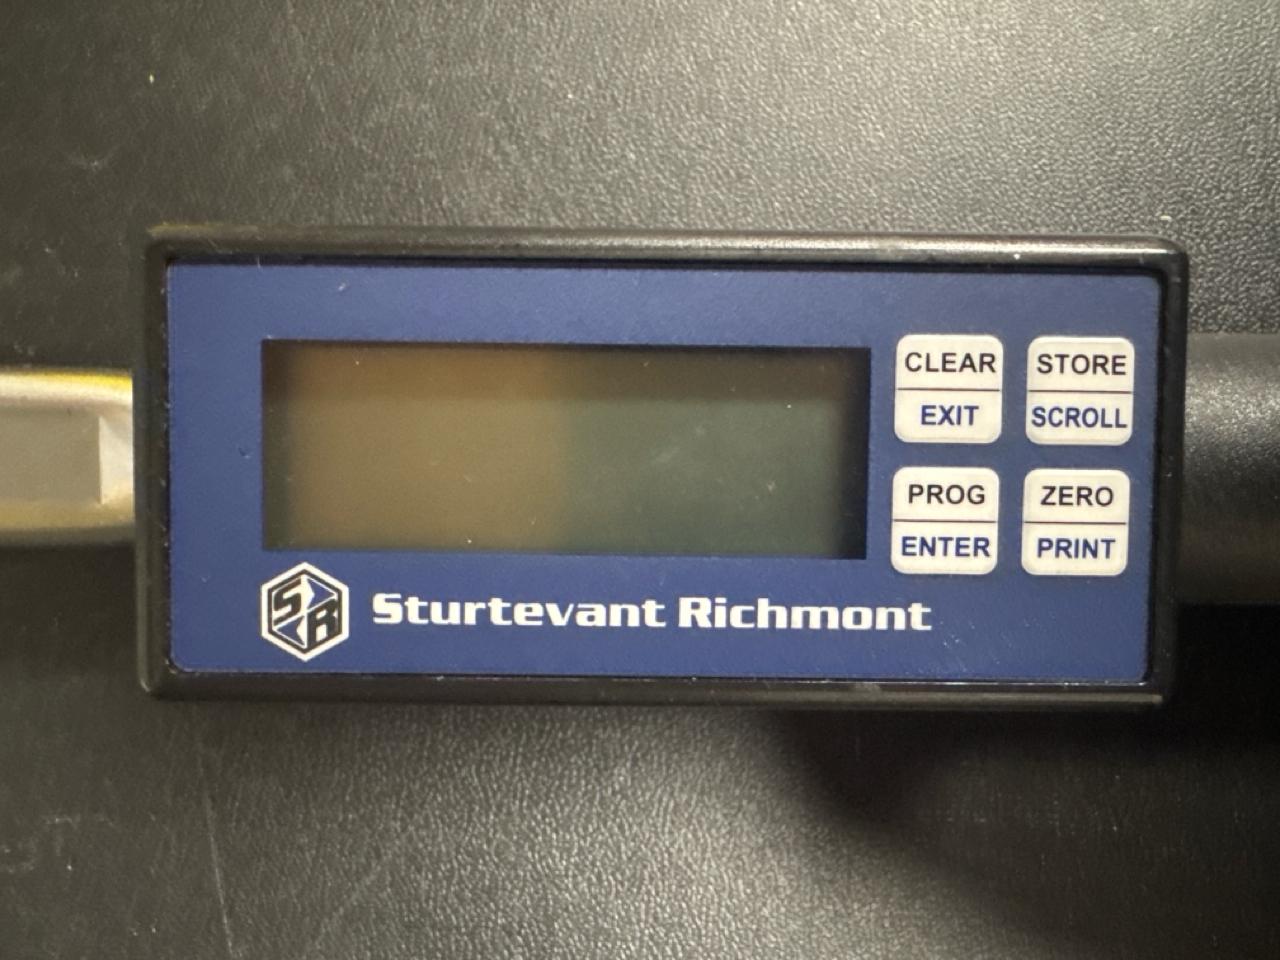 CLEAR
EXIT
STORE
SCROLL
PROG
ENTER
ZERO
PRINT
SR
Sturtevant Richmont